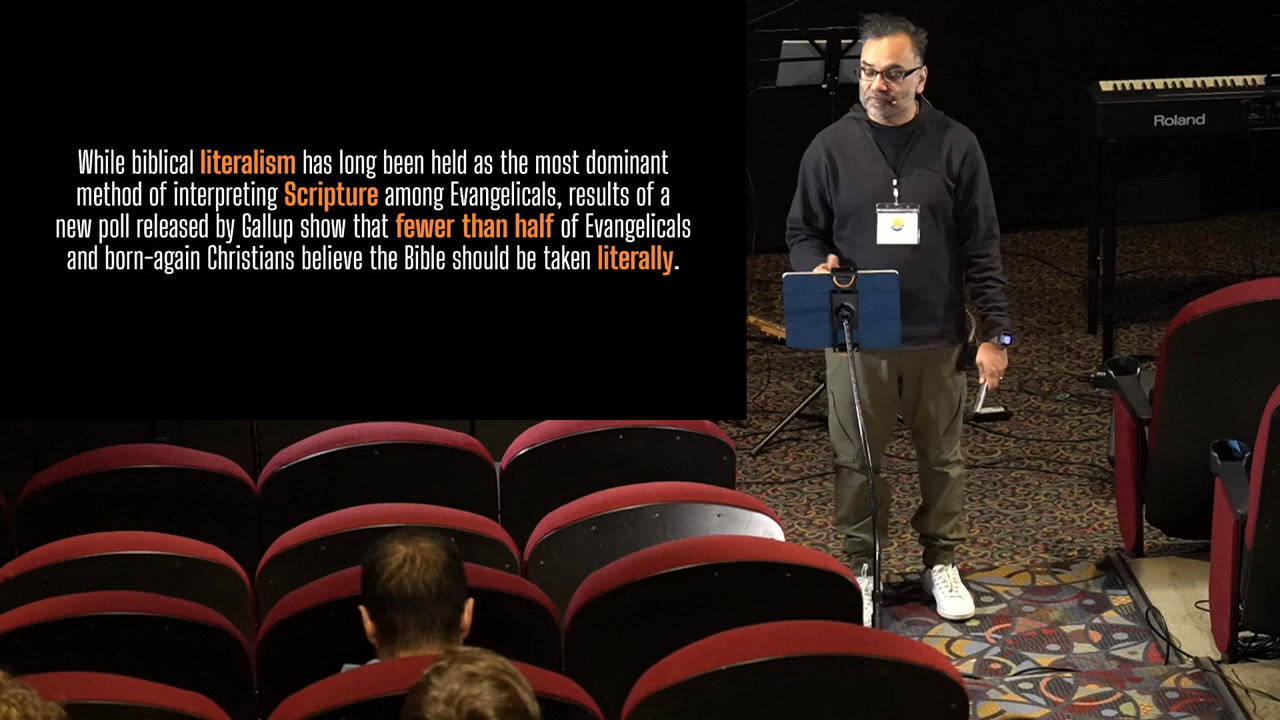 While biblical literalism has long been held as the most dominant
method of interpreting Scripture among Evangelicals, results of a
new poll released by Gallup show that fewer than half of Evangelicals
and born-again Christians believe the Bible should be taken literally.
Roland